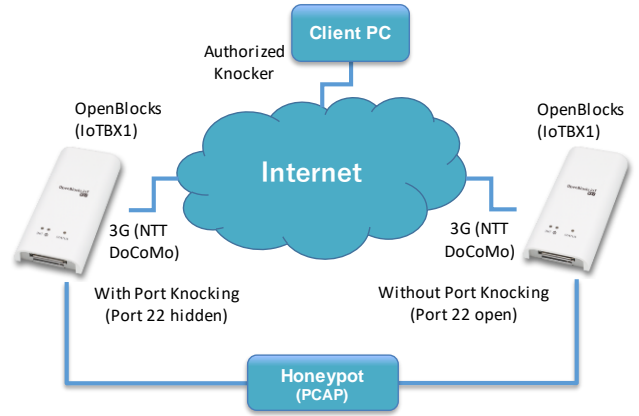 Client PC
Authorized
Knocker
OpenBlocks
(IoTBX1)
OpenBlocks
(IoTBX1)
Internet
3G (NTT
DoCoMo)
3G (NTT
DoCoMo)
With Port Knocking
(Port 22 hidden)
Without Port Knocking
(Port 22 open)
Honeypot
(PCAP)